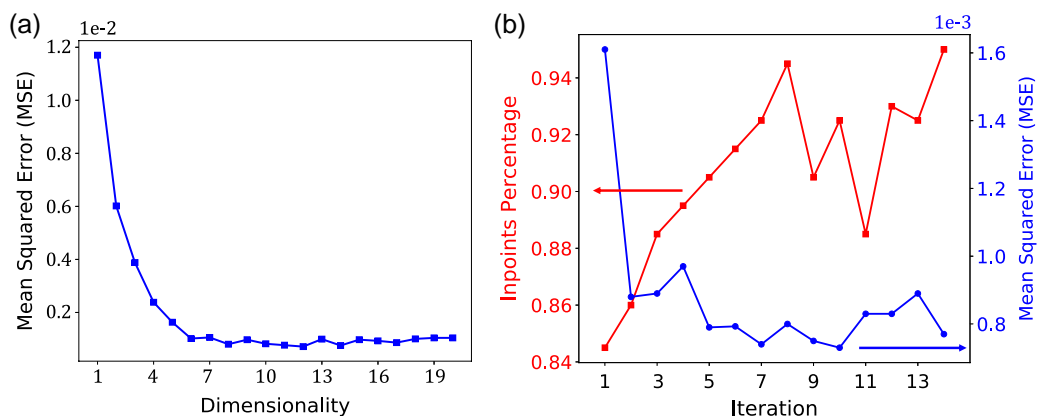 (a)
1e-2
Mean Squared Error (MSE)
1.2
1.0
0.8
0.6
0.4
0.2
1 4 7 10 13 16 19
Dimensionality
(b)
1e-3
Inpoints Percentage
0.94
0.92
0.90
0.88
0.86
0.84
1 3 5 7 9 11 13
Iteration
1.6
1.4
1.2
1.0
0.8
Mean Squared Error (MSE)